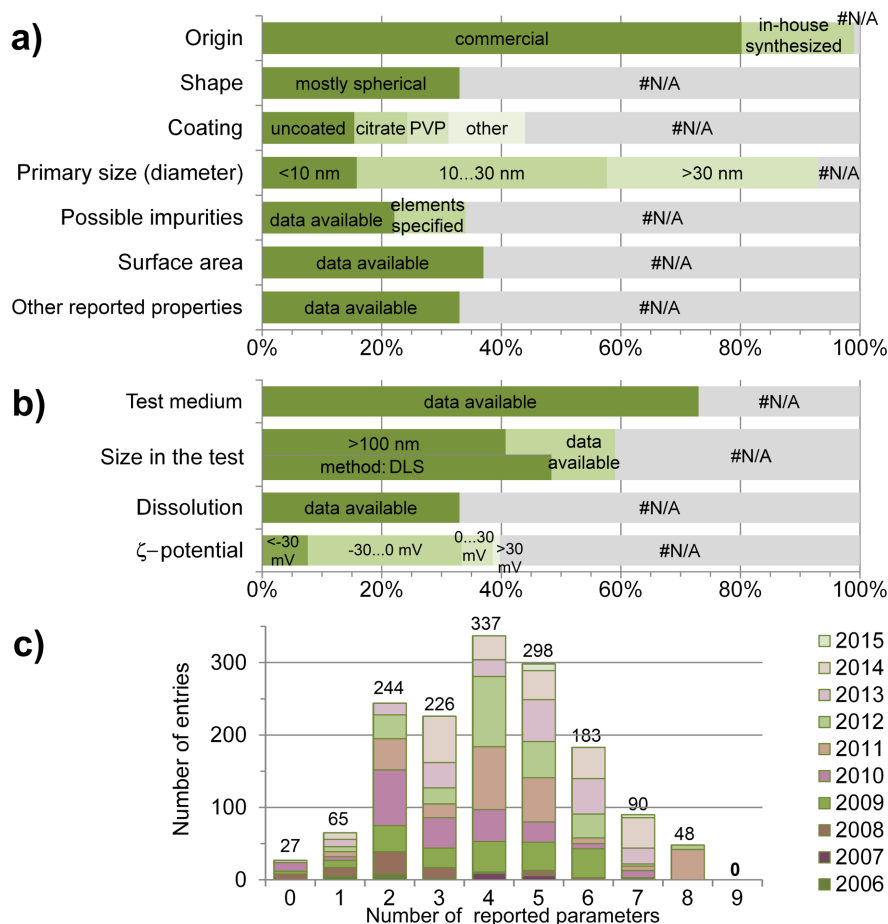 a)
#N/A
Origin
commercial
in-house
synthesized
Shape
mostly spherical
#N/A
Coating
uncoated
citrate
PVP
other
#N/A
Primary size (diameter)
<10 nm
10...30 nm
>30 nm
#N/A
Possible impurities
data available
elements
specified
#N/A
Surface area
data available
#N/A
Other reported properties
data available
#N/A
0% 20% 40% 60% 80% 100%
b)
Test medium
data available
#N/A
Size in the test
>100 nm
method: DLS
data
available
#N/A
Dissolution
data available
#N/A
ζ–potential
<-30
mV
-30...0 mV
0...30
mV
>30
mV
#N/A
0% 20% 40% 60% 80% 100%
c)
Number of entries
300
200
100
0
27
65
244
226
337
298
183
90
48
0
0 1 2 3 4 5 6 7 8 9
Number of reported parameters
2015
2014
2013
2012
2011
2010
2009
2008
2007
2006